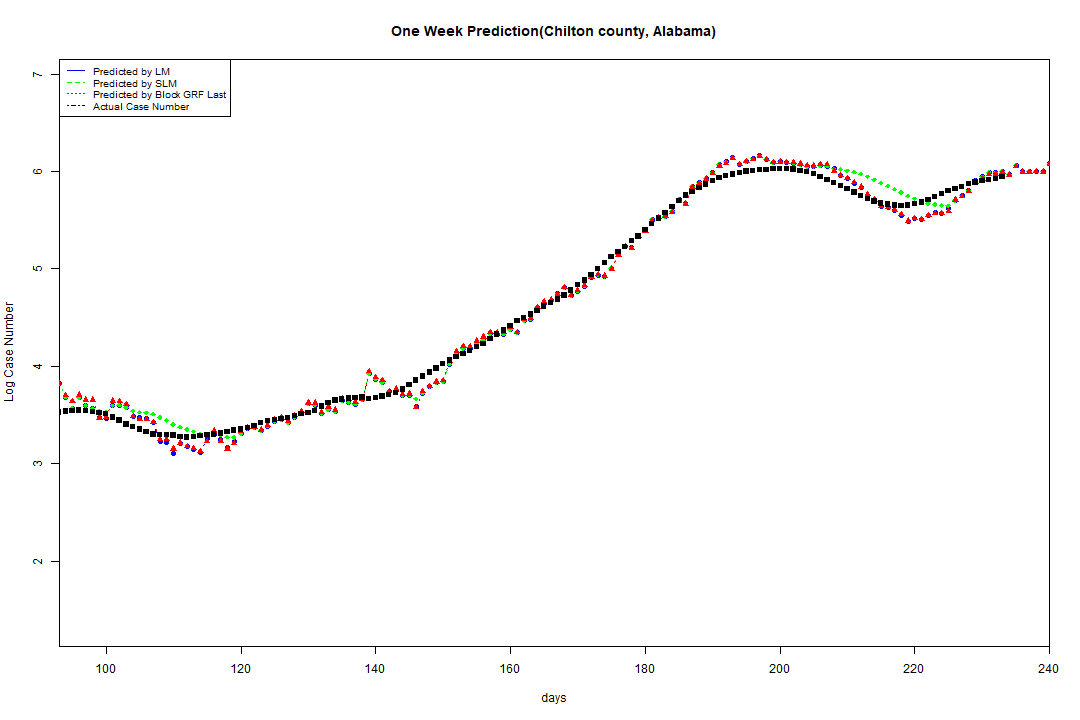 One Week Prediction(Chilton county, Alabama)
Predicted by LM
Predicted by SLM
Predicted by Block GRF Last
Actual Case Number
7
6
5
4
3
2
Log Case Number
100 120 140 160 180 200 220 240
days